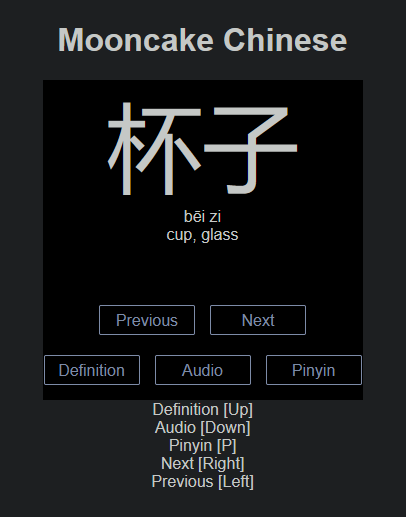 Mooncake Chinese
杯子
bēi zi
cup, glass
Previous Next
Definition Audio Pinyin
Definition [Up]
Audio [Down]
Pinyin [P]
Next [Right]
Previous [Left]